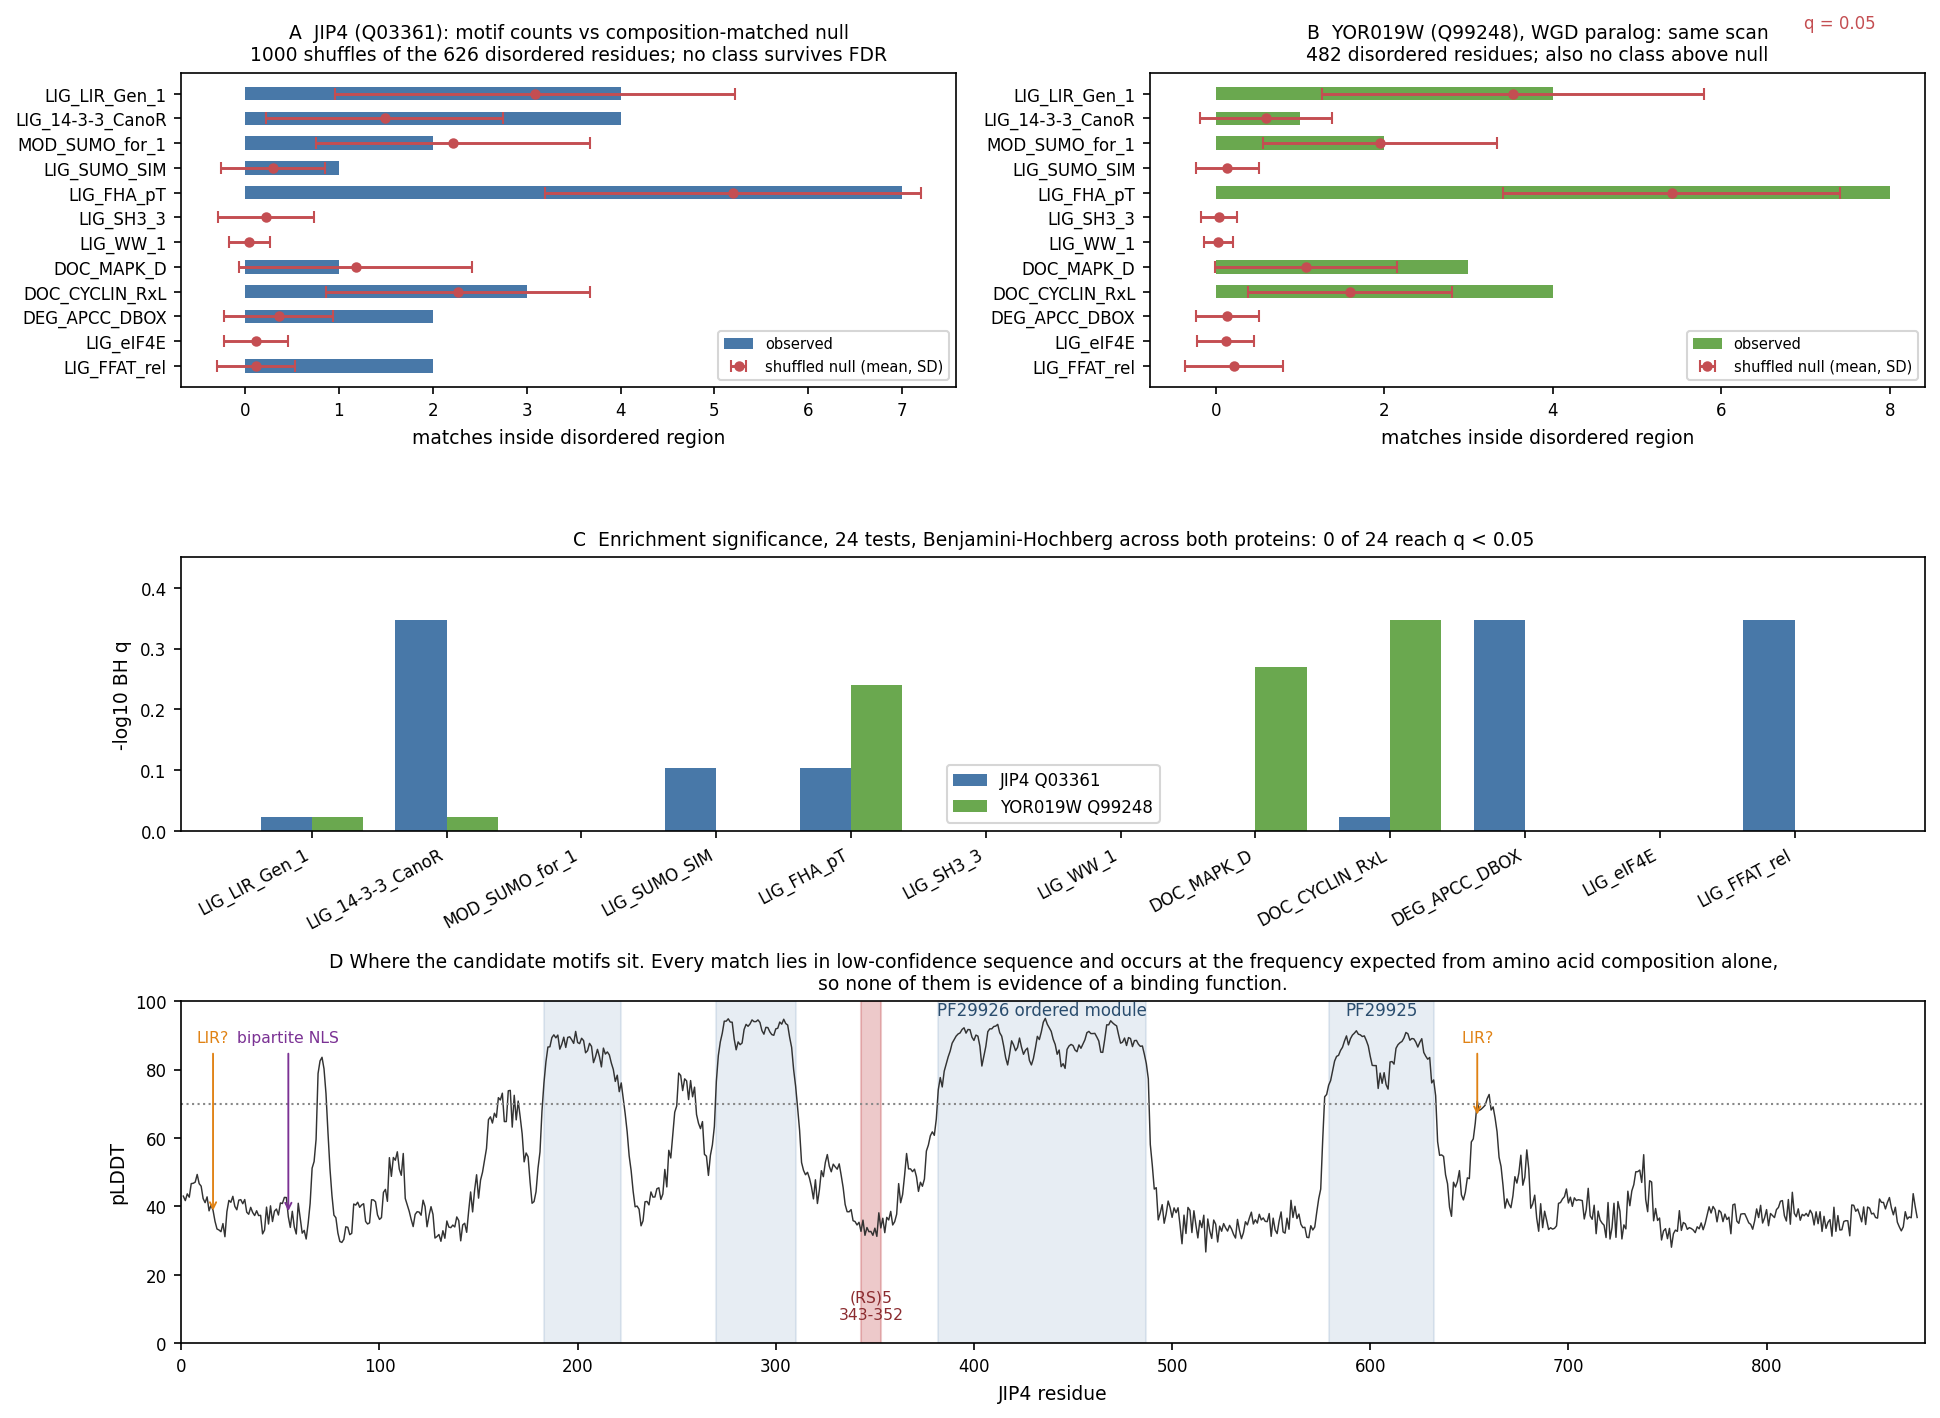 A  JIP4 (Q03361): motif counts vs composition-matched null
1000 shuffles of the 626 disordered residues; no class survives FDR
LIG_LIR_Gen_1
LIG_14-3-3_CanoR
MOD_SUMO_for_1
LIG_SUMO_SIM
LIG_FHA_pT
LIG_SH3_3
LIG_WW_1
DOC_MAPK_D
DOC_CYCLIN_RxL
DEG_APCC_DBOX
LIG_eIF4E
LIG_FFAT_rel
observed
shuffled null (mean, SD)
0 1 2 3 4 5 6 7
matches inside disordered region
q = 0.05
B  YOR019W (Q99248), WGD paralog: same scan
482 disordered residues; also no class above null
LIG_LIR_Gen_1
LIG_14-3-3_CanoR
MOD_SUMO_for_1
LIG_SUMO_SIM
LIG_FHA_pT
LIG_SH3_3
LIG_WW_1
DOC_MAPK_D
DOC_CYCLIN_RxL
DEG_APCC_DBOX
LIG_eIF4E
LIG_FFAT_rel
observed
shuffled null (mean, SD)
0 2 4 6 8
matches inside disordered region
C  Enrichment significance, 24 tests, Benjamini-Hochberg across both proteins: 0 of 24 reach q < 0.05
-log10 BH q
0.4
0.3
0.2
0.1
0.0
JIP4 Q03361
YOR019W Q99248
LIG_LIR_Gen_1
LIG_14-3-3_CanoR
MOD_SUMO_for_1
LIG_SUMO_SIM
LIG_FHA_pT
LIG_SH3_3
LIG_WW_1
DOC_MAPK_D
DOC_CYCLIN_RxL
DEG_APCC_DBOX
LIG_eIF4E
LIG_FFAT_rel
D Where the candidate motifs sit. Every match lies in low-confidence sequence and occurs at the frequency expected from amino acid composition alone,
so none of them is evidence of a binding function.
pLDDT
100
80
60
40
20
0
LIR?
bipartite NLS
(RS)5
343-352
PF29926 ordered module
PF29925
LIR?
0 100 200 300 400 500 600 700 800
JIP4 residue